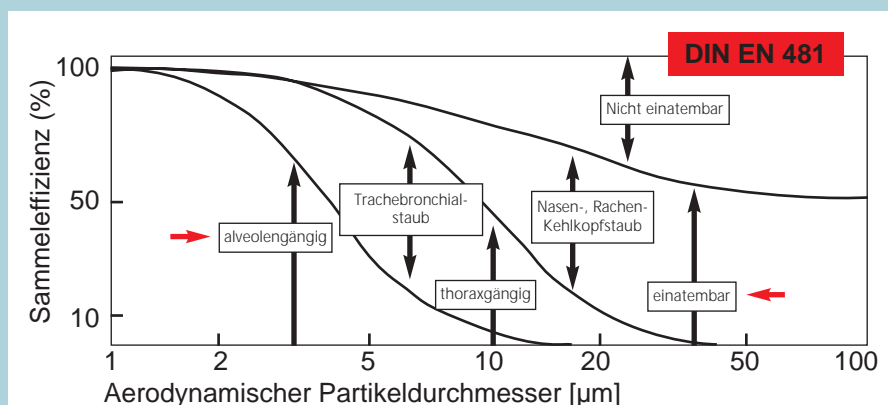 DIN EN 481
Sammeleffizienz (%)
100
50
10
Nicht einatembar
Trachebronchial-
staub
Nasen-, Rachen-
Kehlkopfstaub
alveolengängig
thoraxgängig
einatembar
1
2
5
10
20
50
100
Aerodynamischer Partikeldurchmesser [µm]